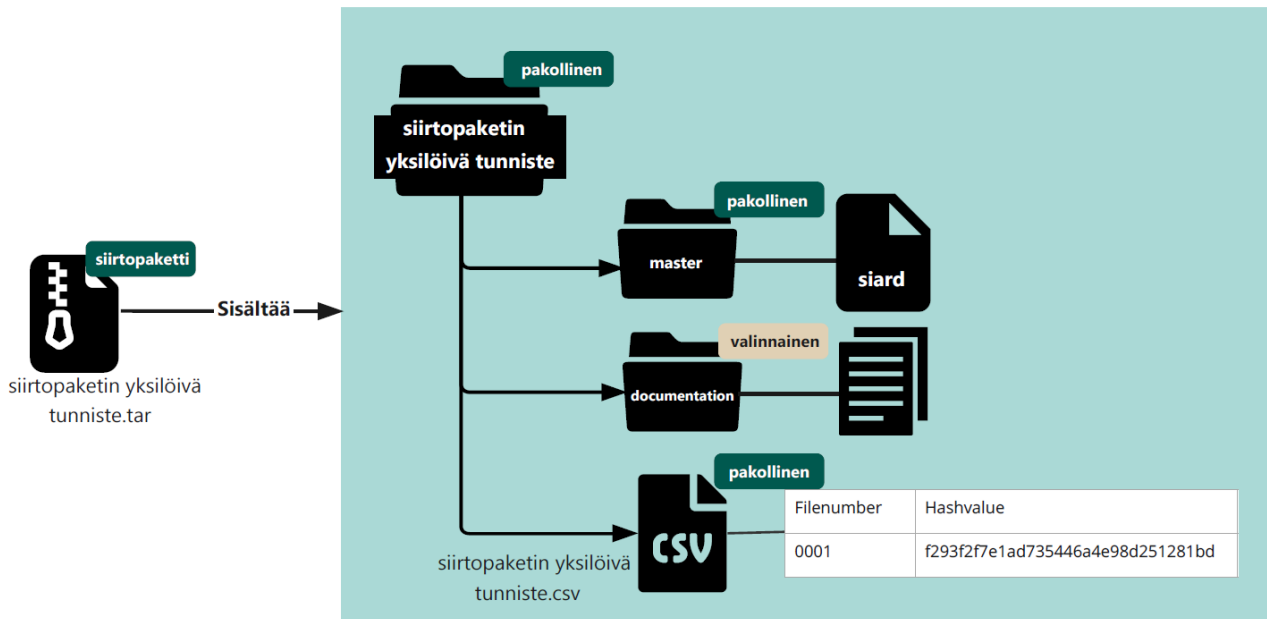 siirtopaketti
siirtopaketin yksilöivä
tunniste.tar
Sisältää
pakollinen
siirtopaketin
yksilöivä tunniste
pakollinen
master
siard
valinnainen
documentation
pakollinen
CSV
siirtopaketin yksilöivä
tunniste.csv
Filenumber Hashvalue
0001 f293f2f7e1ad735446a4e98d251281bd